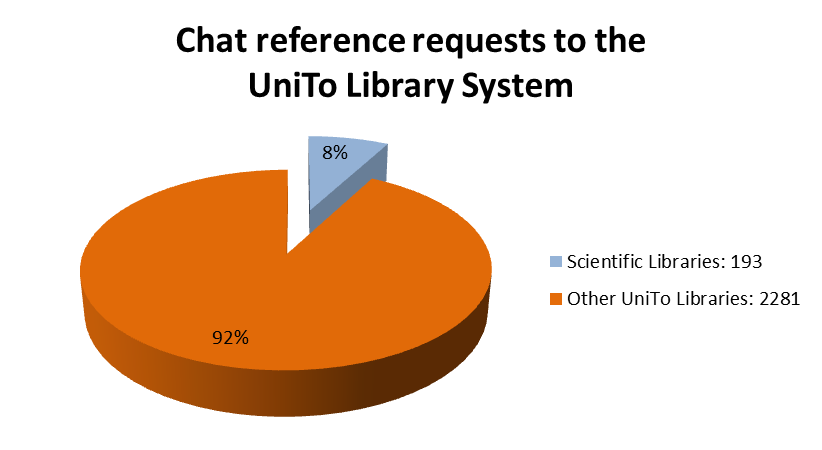 Chat reference requests to the
UniTo Library System
8%
Scientific Libraries: 193
Other UniTo Libraries: 2281
92%